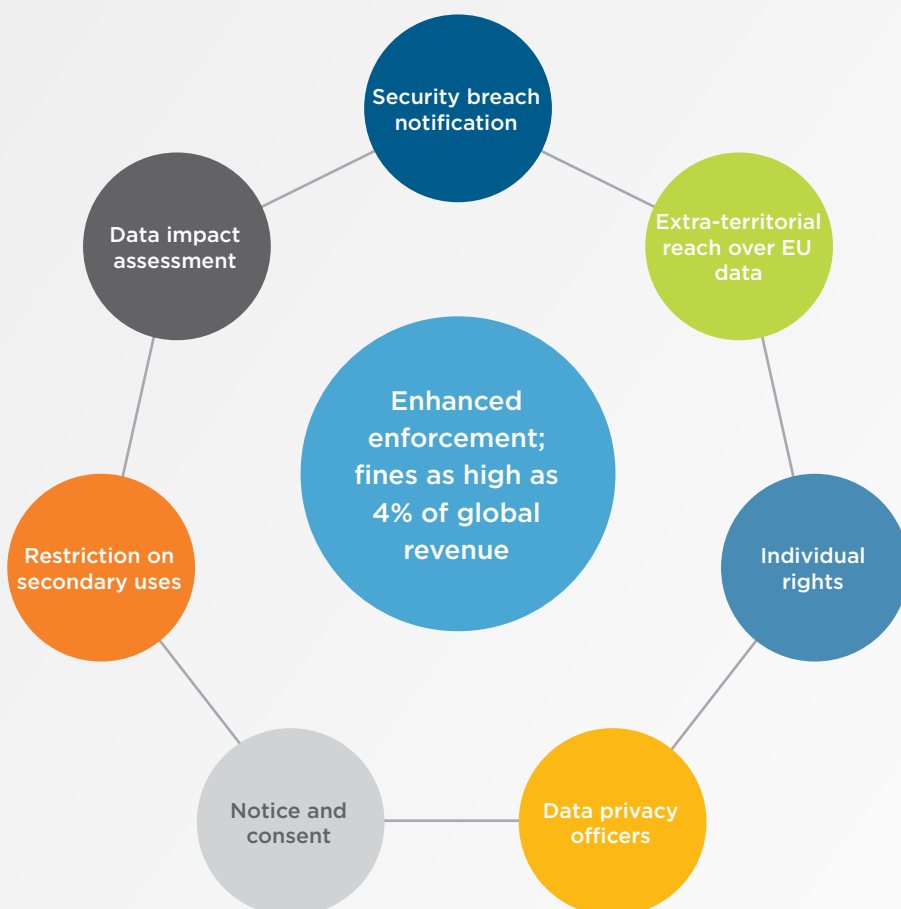 Security breach
notification
Extra-territorial
reach over EU
data
Individual
rights
Data privacy
officers
Notice and
consent
Restriction on
secondary uses
Data impact
assessment
Enhanced
enforcement;
fines as high as
4% of global
revenue